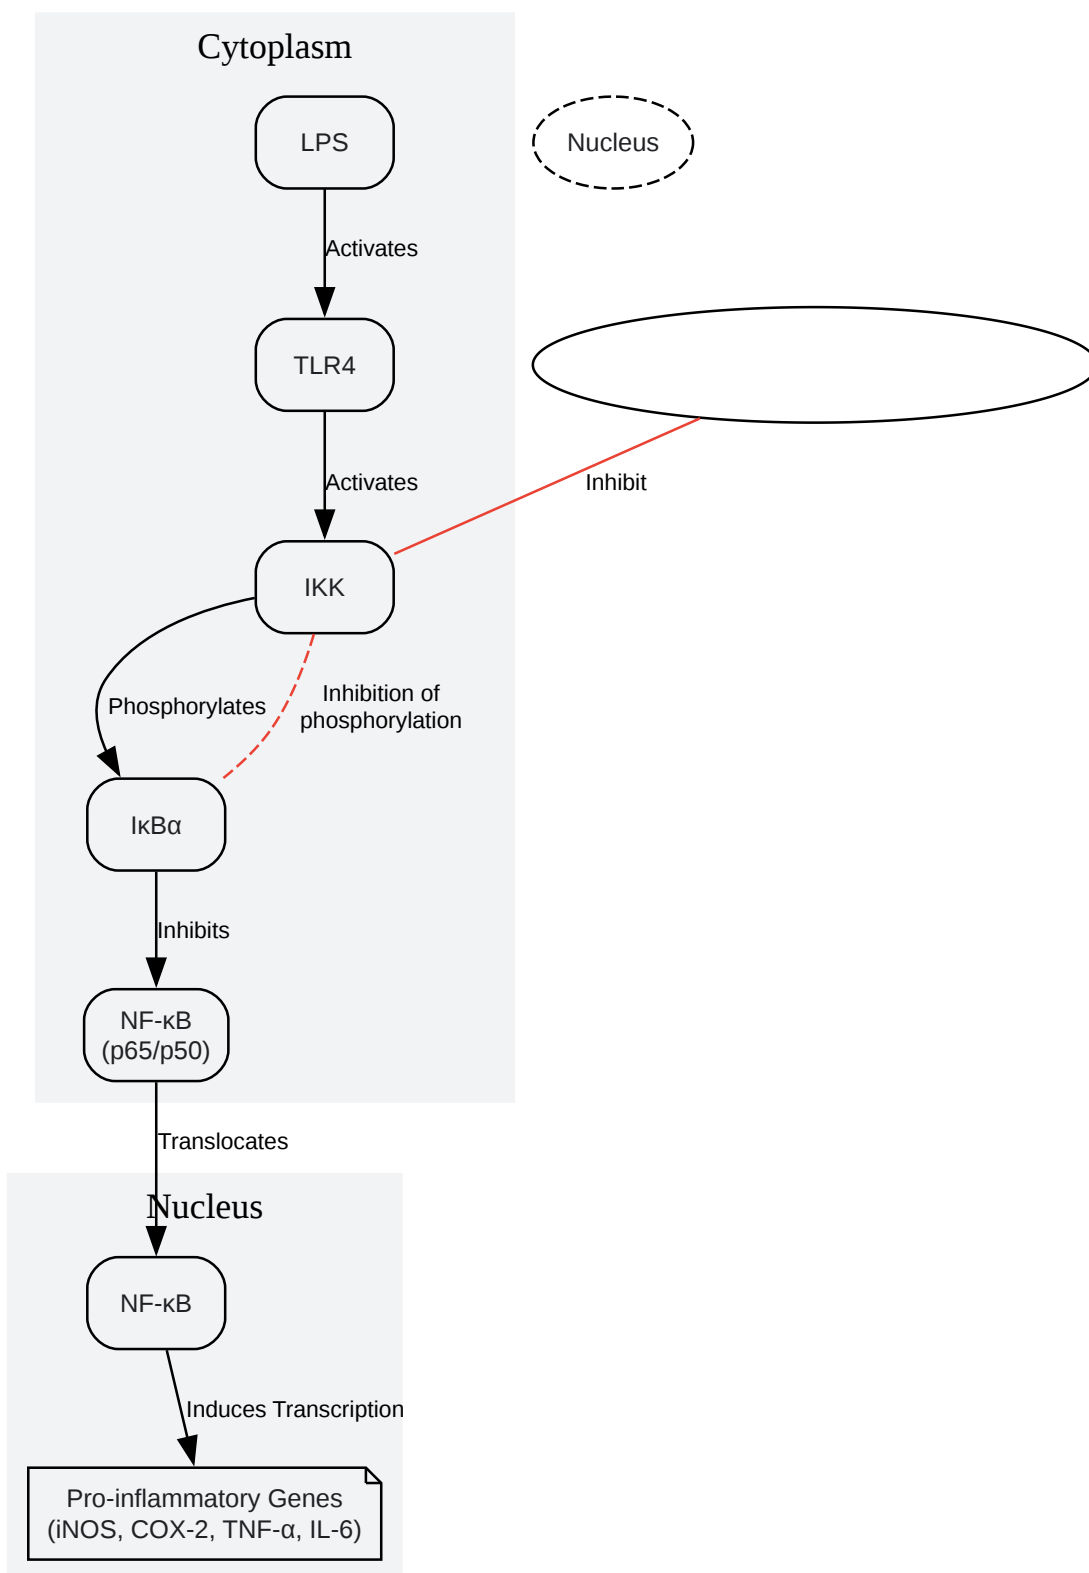 Cytoplasm
LPS
Nucleus
Activates
TLR4
Activates
Inhibit
IKK
Phosphorylates
Inhibition of
phosphorylation
IκBα
Inhibits
NF-κB
(p65/p50)
Translocates
Nucleus
NF-κB
Induces Transcription
Pro-inflammatory Genes
(iNOS, COX-2, TNF-α, IL-6)